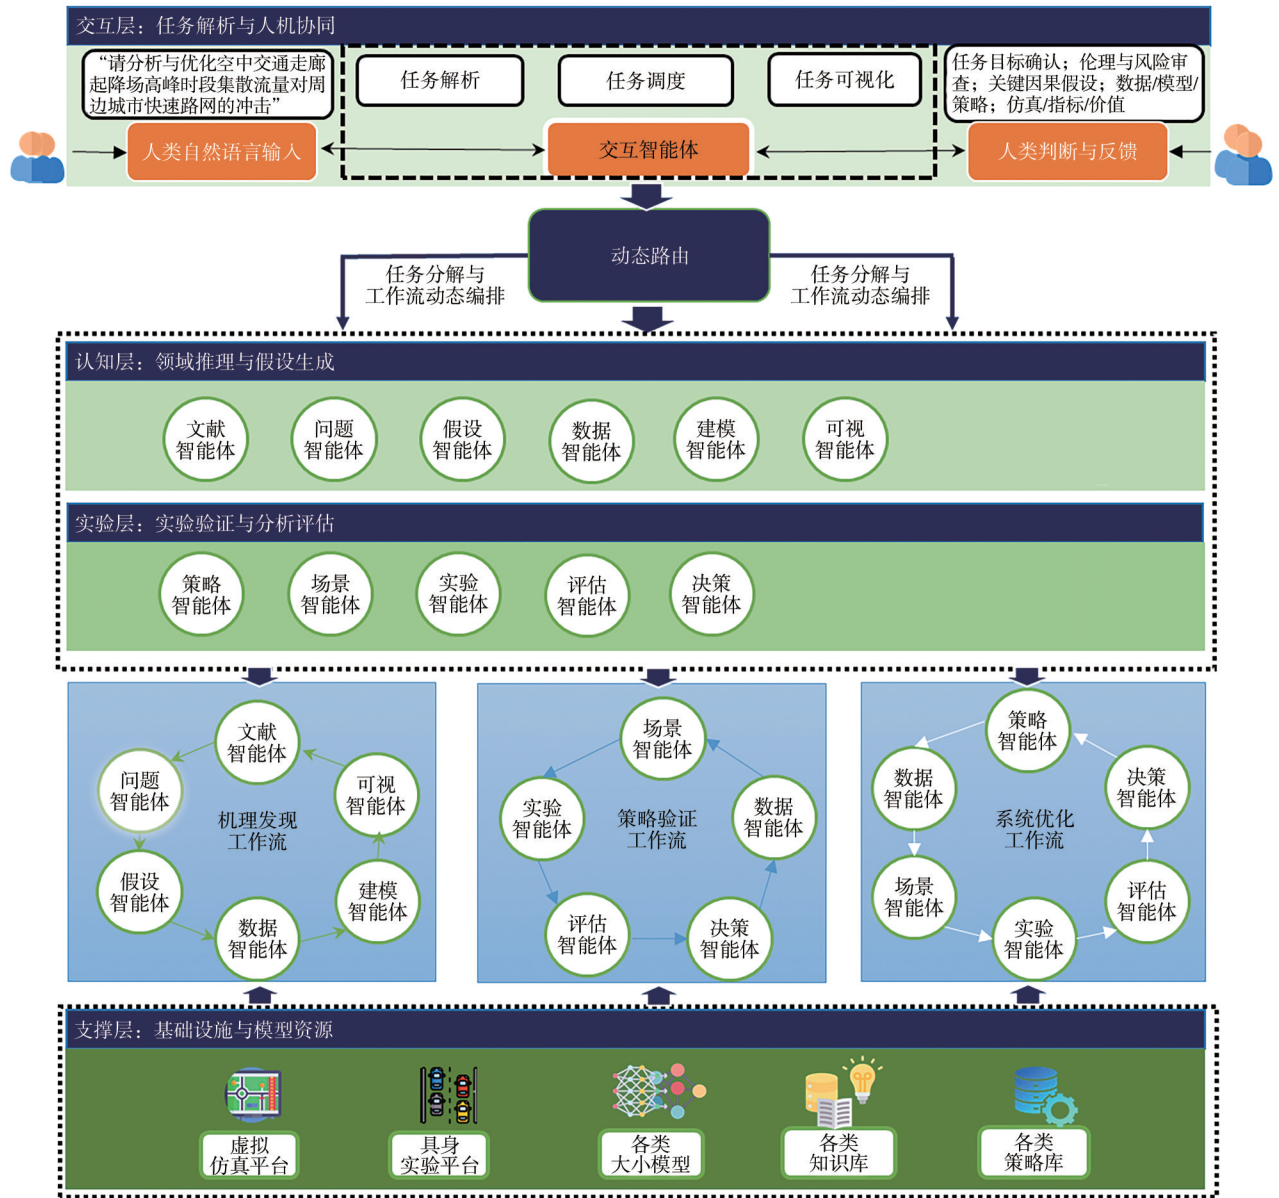 交互层：任务解析与人机协同
“请分析与优化空中交通走廊
起降场高峰时段集散流量对周
边城市快速路网的冲击”
任务解析
任务调度
任务可视化
任务目标确认；伦理与风险审
查；关键因果假设；数据/模型/
策略；仿真/指标/价值
人类自然语言输入
交互智能体
人类判断与反馈
动态路由
任务分解与
工作流动态编排
任务分解与
工作流动态编排
认知层：领域推理与假设生成
文献
智能体
问题
智能体
假设
智能体
数据
智能体
建模
智能体
可视
智能体
实验层：实验验证与分析评估
策略
智能体
场景
智能体
实验
智能体
评估
智能体
决策
智能体
文献
智能体
问题
智能体
可视
智能体
机理发现
工作流
假设
智能体
建模
智能体
数据
智能体
场景
智能体
实验
智能体
数据
智能体
策略验证
工作流
评估
智能体
决策
智能体
策略
智能体
数据
智能体
决策
智能体
系统优化
工作流
场景
智能体
评估
智能体
实验
智能体
支撑层：基础设施与模型资源
虚拟
仿真平台
具身
实验平台
各类
大小模型
各类
知识库
各类
策略库